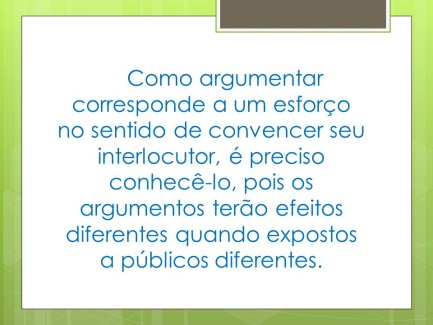 Como argumentar
corresponde a um esforço
no sentido de convencer seu
interlocutor, é preciso
conhecê-lo, pois os
argumentos terão efeitos
diferentes quando expostos
a públicos diferentes.